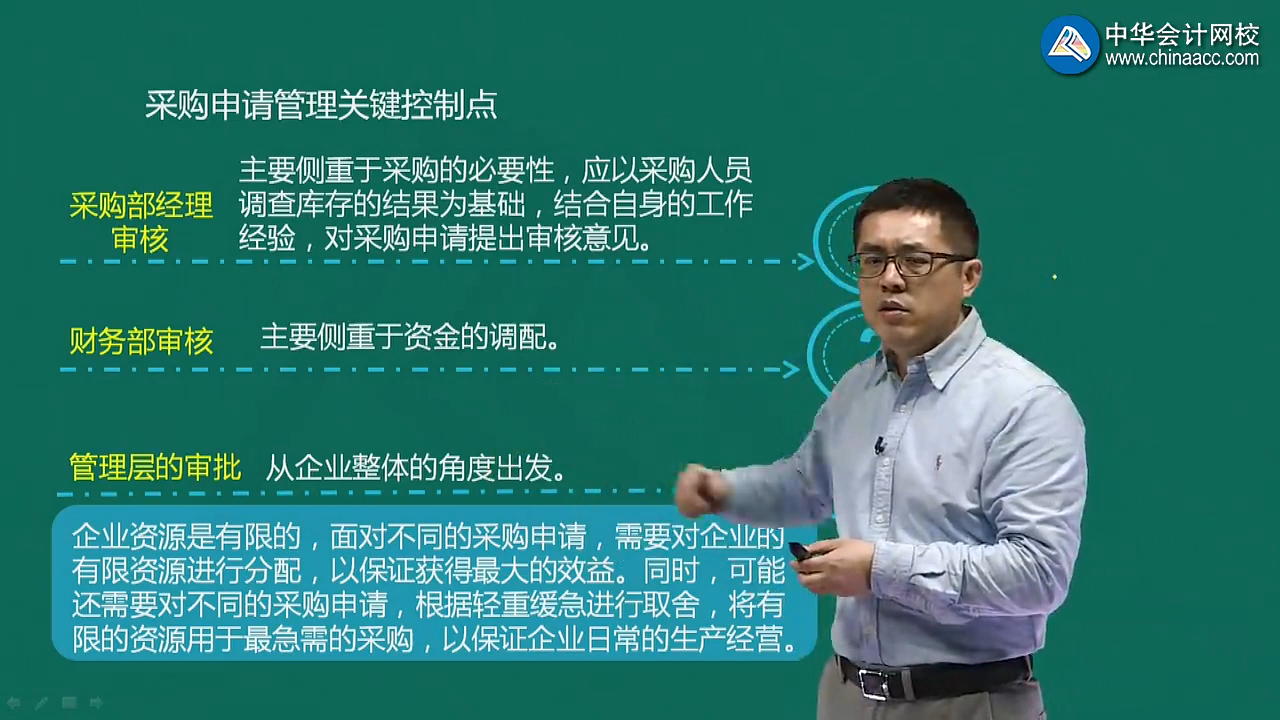 中华会计网校
www.chinaacc.com
采购申请管理关键控制点
采购部经理
审核
主要侧重于采购的必要性，应以采购人员
调查库存的结果为基础，结合自身的工作
经验，对采购申请提出审核意见。
财务部审核
主要侧重于资金的调配。
管理层的审批
从企业整体的角度出发。
企业资源是有限的，面对不同的采购申请，需要对企业的
有限资源进行分配，以保证获得最大的效益。同时，可能
还需要对不同的采购申请，根据轻重缓急进行取舍，将有
限的资源用于最急需的采购，以保证企业日常的生产经营。